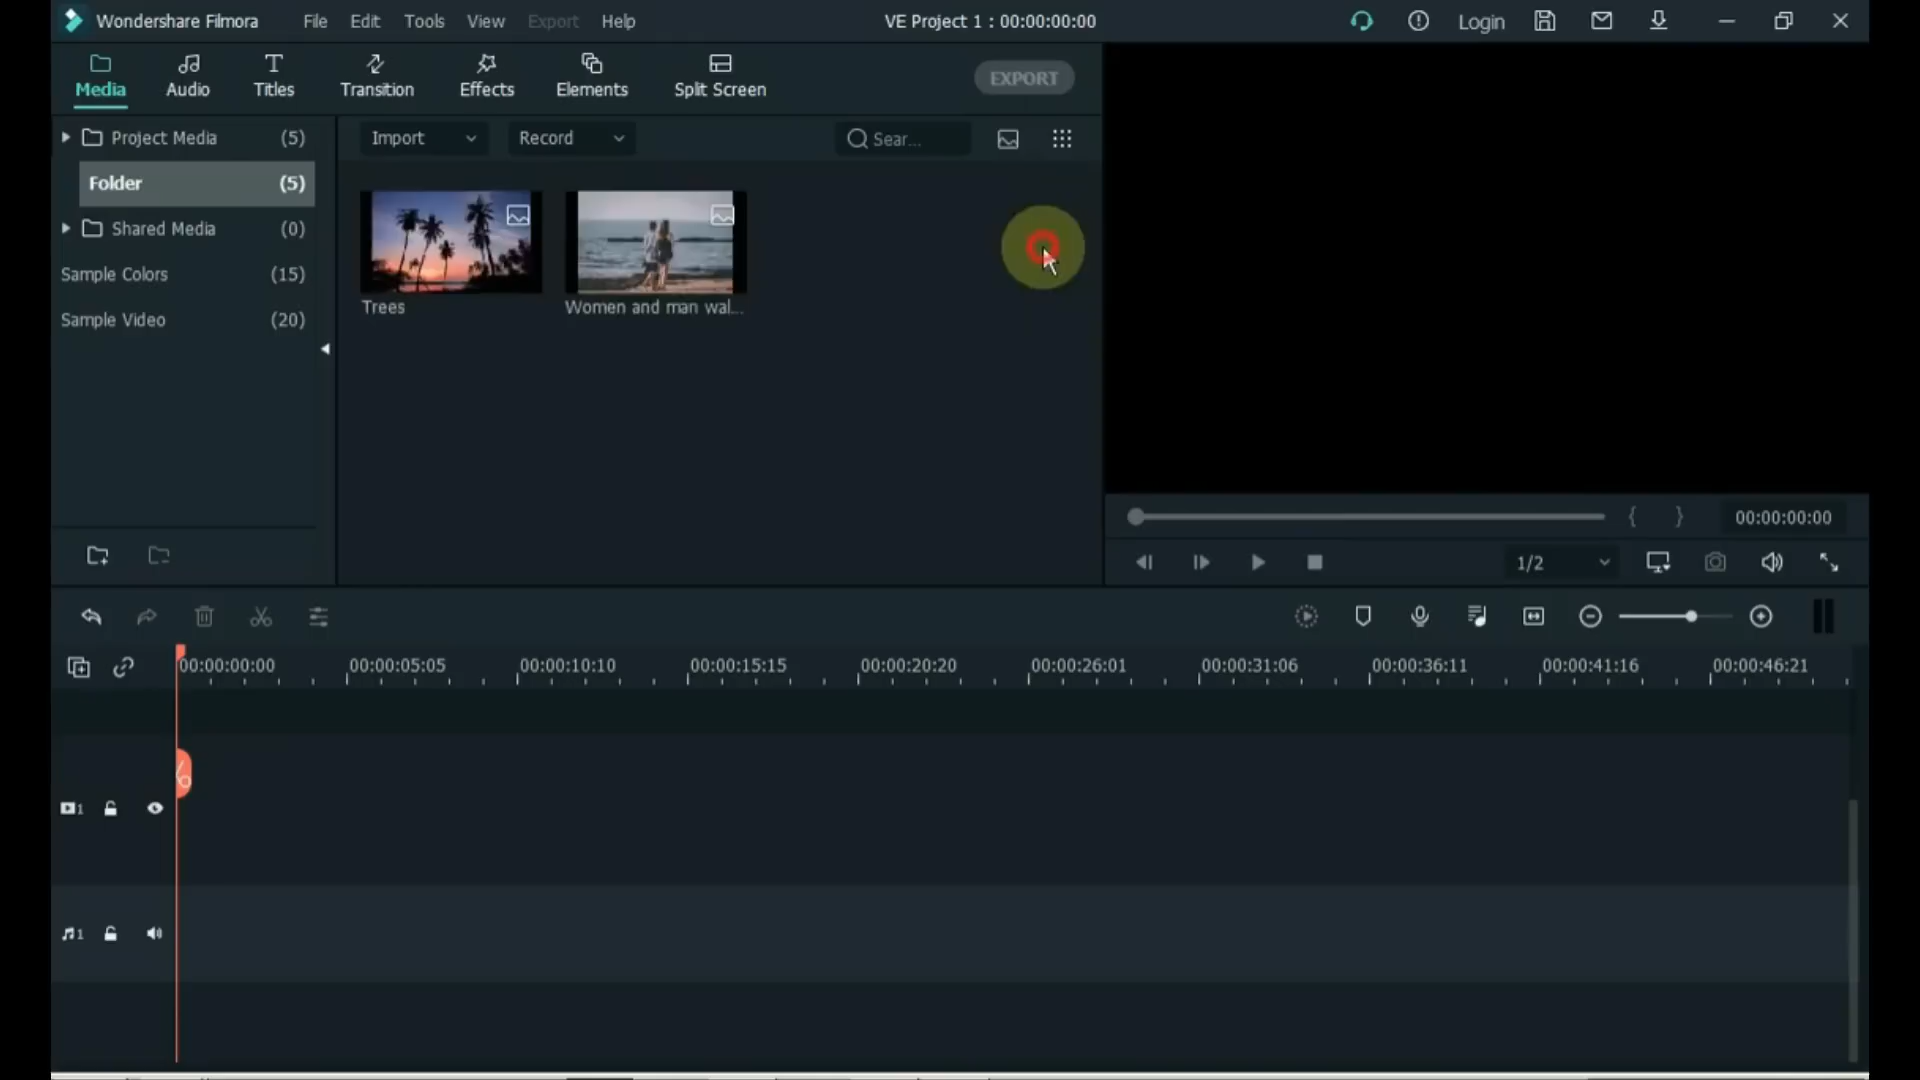 Wondershare Filmora File Edit Tools View Export Help VE Project 1 : 00:00:00:00 Login
Media Audio Titles Transition Effects Elements Split Screen EXPORT
Project Media (5)
Folder (5)
Shared Media (0)
Sample Colors (15)
Sample Video (20)
Import Record Sear...
Trees
Women and man wal...
{ } 00:00:00:00
1/2
00:00:00:00 00:00:05:05 00:00:10:10 00:00:15:15 00:00:20:20 00:00:26:01 00:00:31:06 00:00:36:11 00:00:41:16 00:00:46:21
1
1